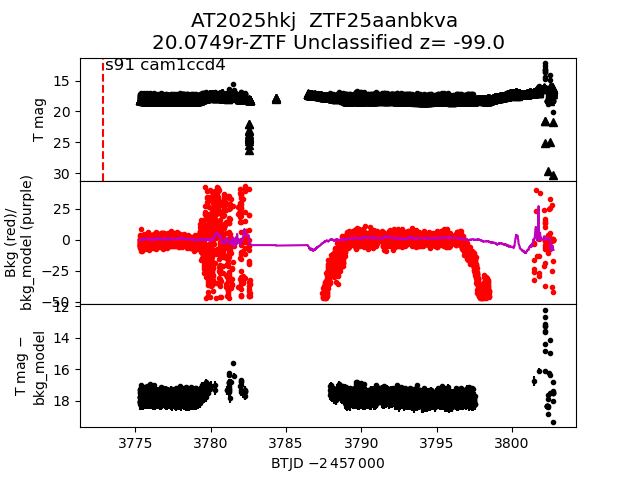 AT2025hkj  ZTF25aanbkva
20.0749r-ZTF Unclassified z= -99.0
s91 cam1ccd4
T mag
15
20
25
30
Bkg (red)/
bkg_model (purple)
25
0
−25
−50
T mag −
bkg_model
12
14
16
18
3775
3780
3785
3790
3795
3800
BTJD −2 457 000